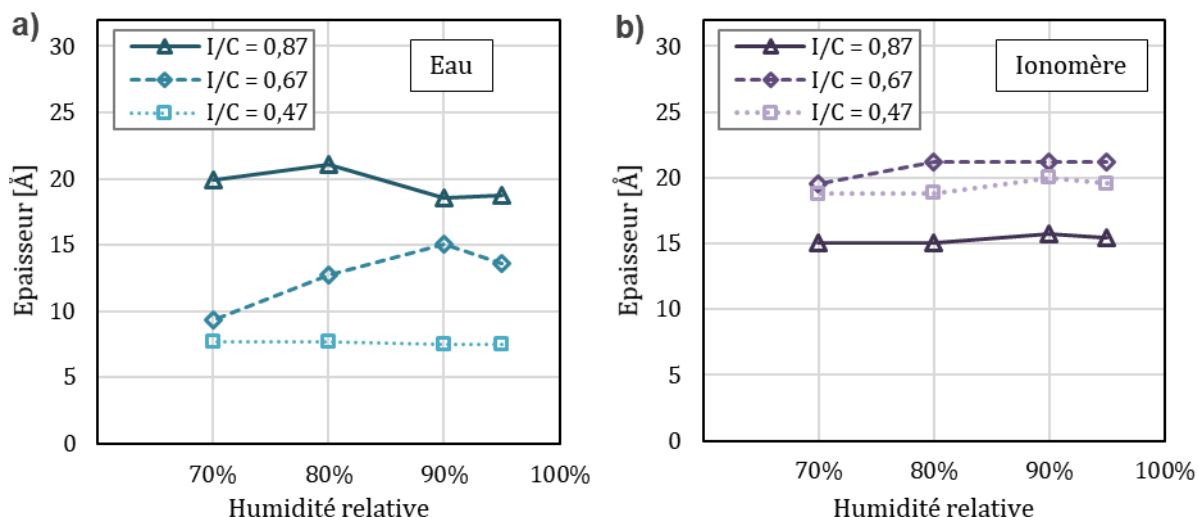 a)
I/C = 0,87
I/C = 0,67
I/C = 0,47
Eau
Epaisseur [Å]
30
25
20
15
10
5
0
70% 80% 90% 100%
Humidité relative
b)
I/C = 0,87
I/C = 0,67
I/C = 0,47
Ionomère
Epaisseur [Å]
30
25
20
15
10
5
0
70% 80% 90% 100%
Humidité relative